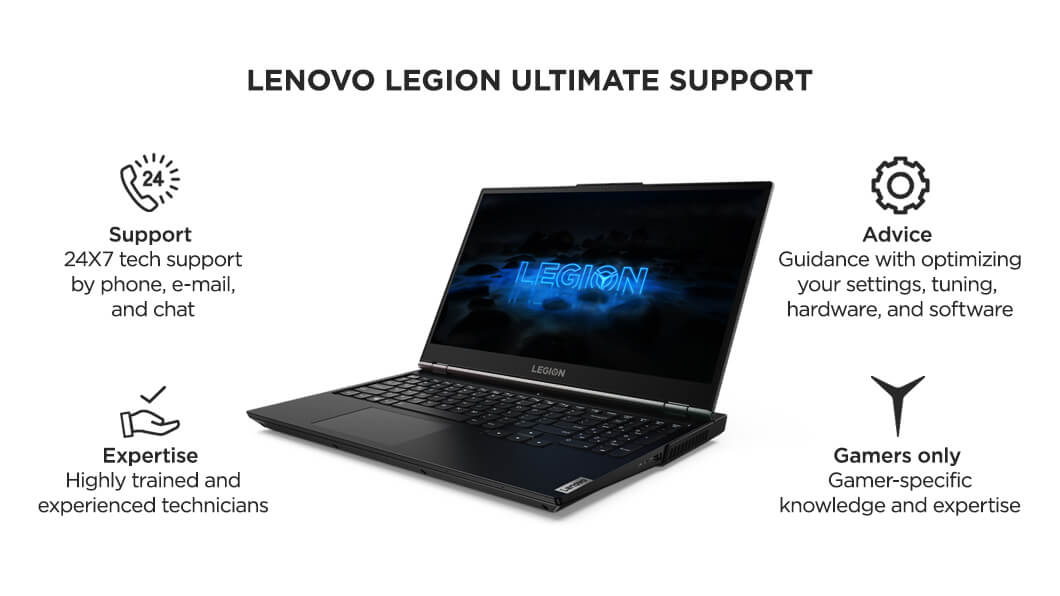 LENOVO LEGION ULTIMATE SUPPORT
24
Support
24X7 tech support
by phone, e-mail,
and chat
Advice
Guidance with optimizing
your settings, tuning,
hardware, and software
LEGION
LEGION
Lenovo
Expertise
Highly trained and
experienced technicians
Gamers only
Gamer-specific
knowledge and expertise